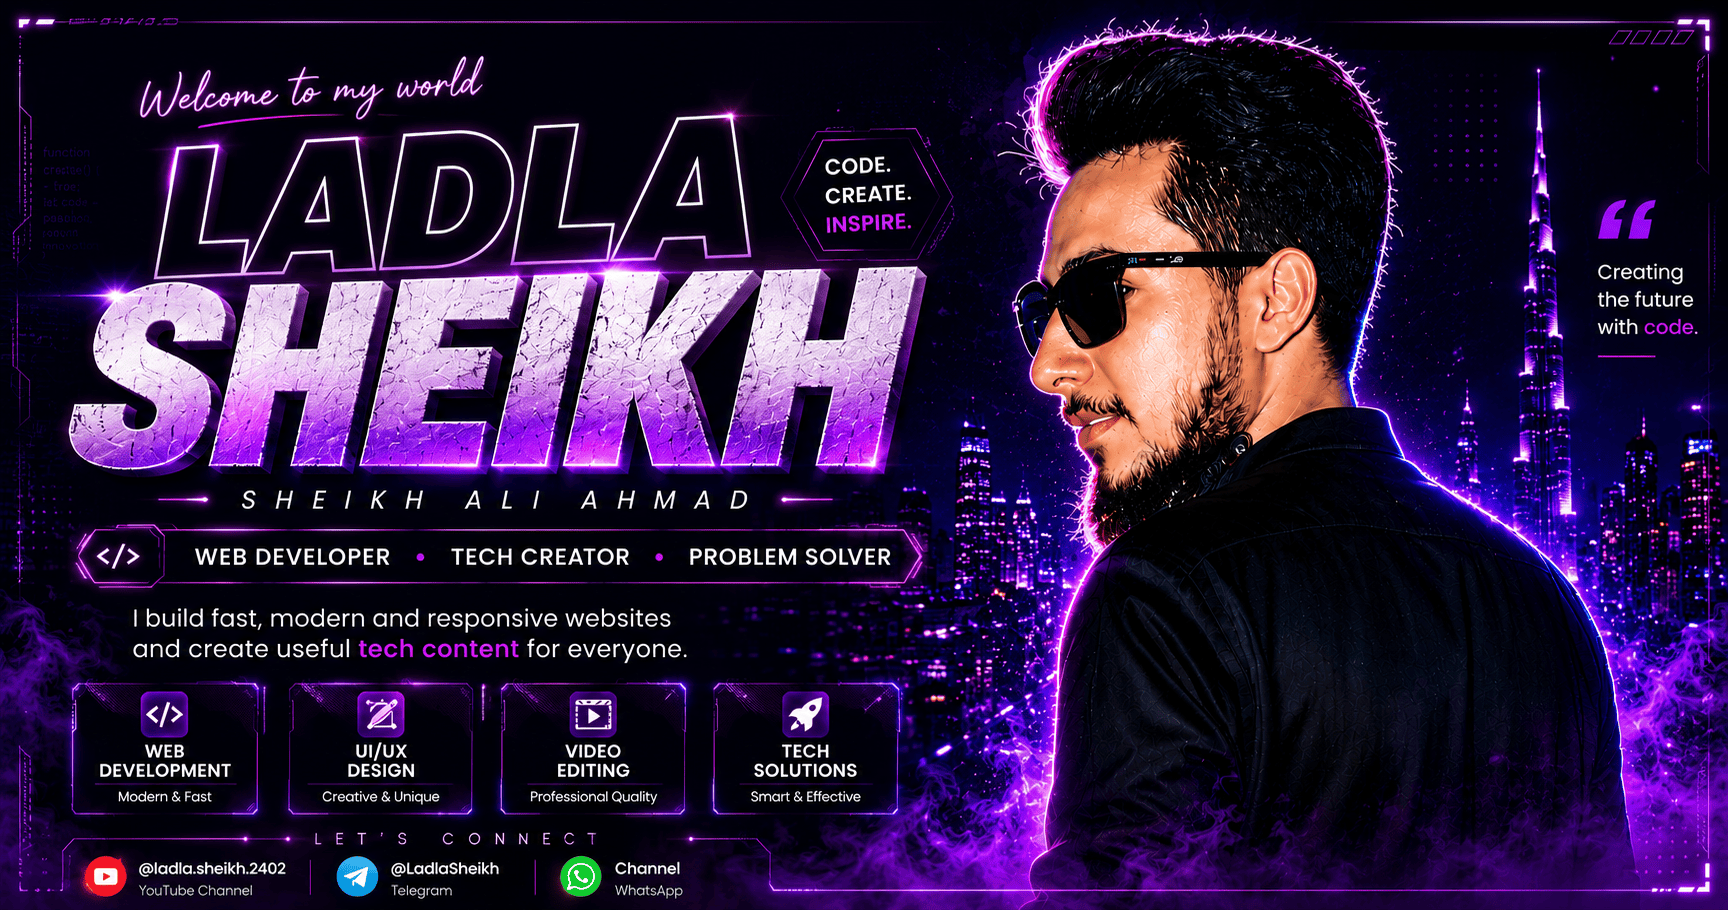 Welcome to my world
LADLA
SHEIKH
SHEIKH ALI AHMAD
CODE.
CREATE.
INSPIRE.
</> WEB DEVELOPER • TECH CREATOR • PROBLEM SOLVER
I build fast, modern and responsive websites
and create useful tech content for everyone.
</>
WEB
DEVELOPMENT
Modern & Fast
UI/UX
DESIGN
Creative & Unique
VIDEO
EDITING
Professional Quality
TECH
SOLUTIONS
Smart & Effective
LET'S CONNECT
@ladla.sheikh.2402
YouTube Channel
@LadlaSheikh
Telegram
Channel
WhatsApp
“
Creating
the future
with code.